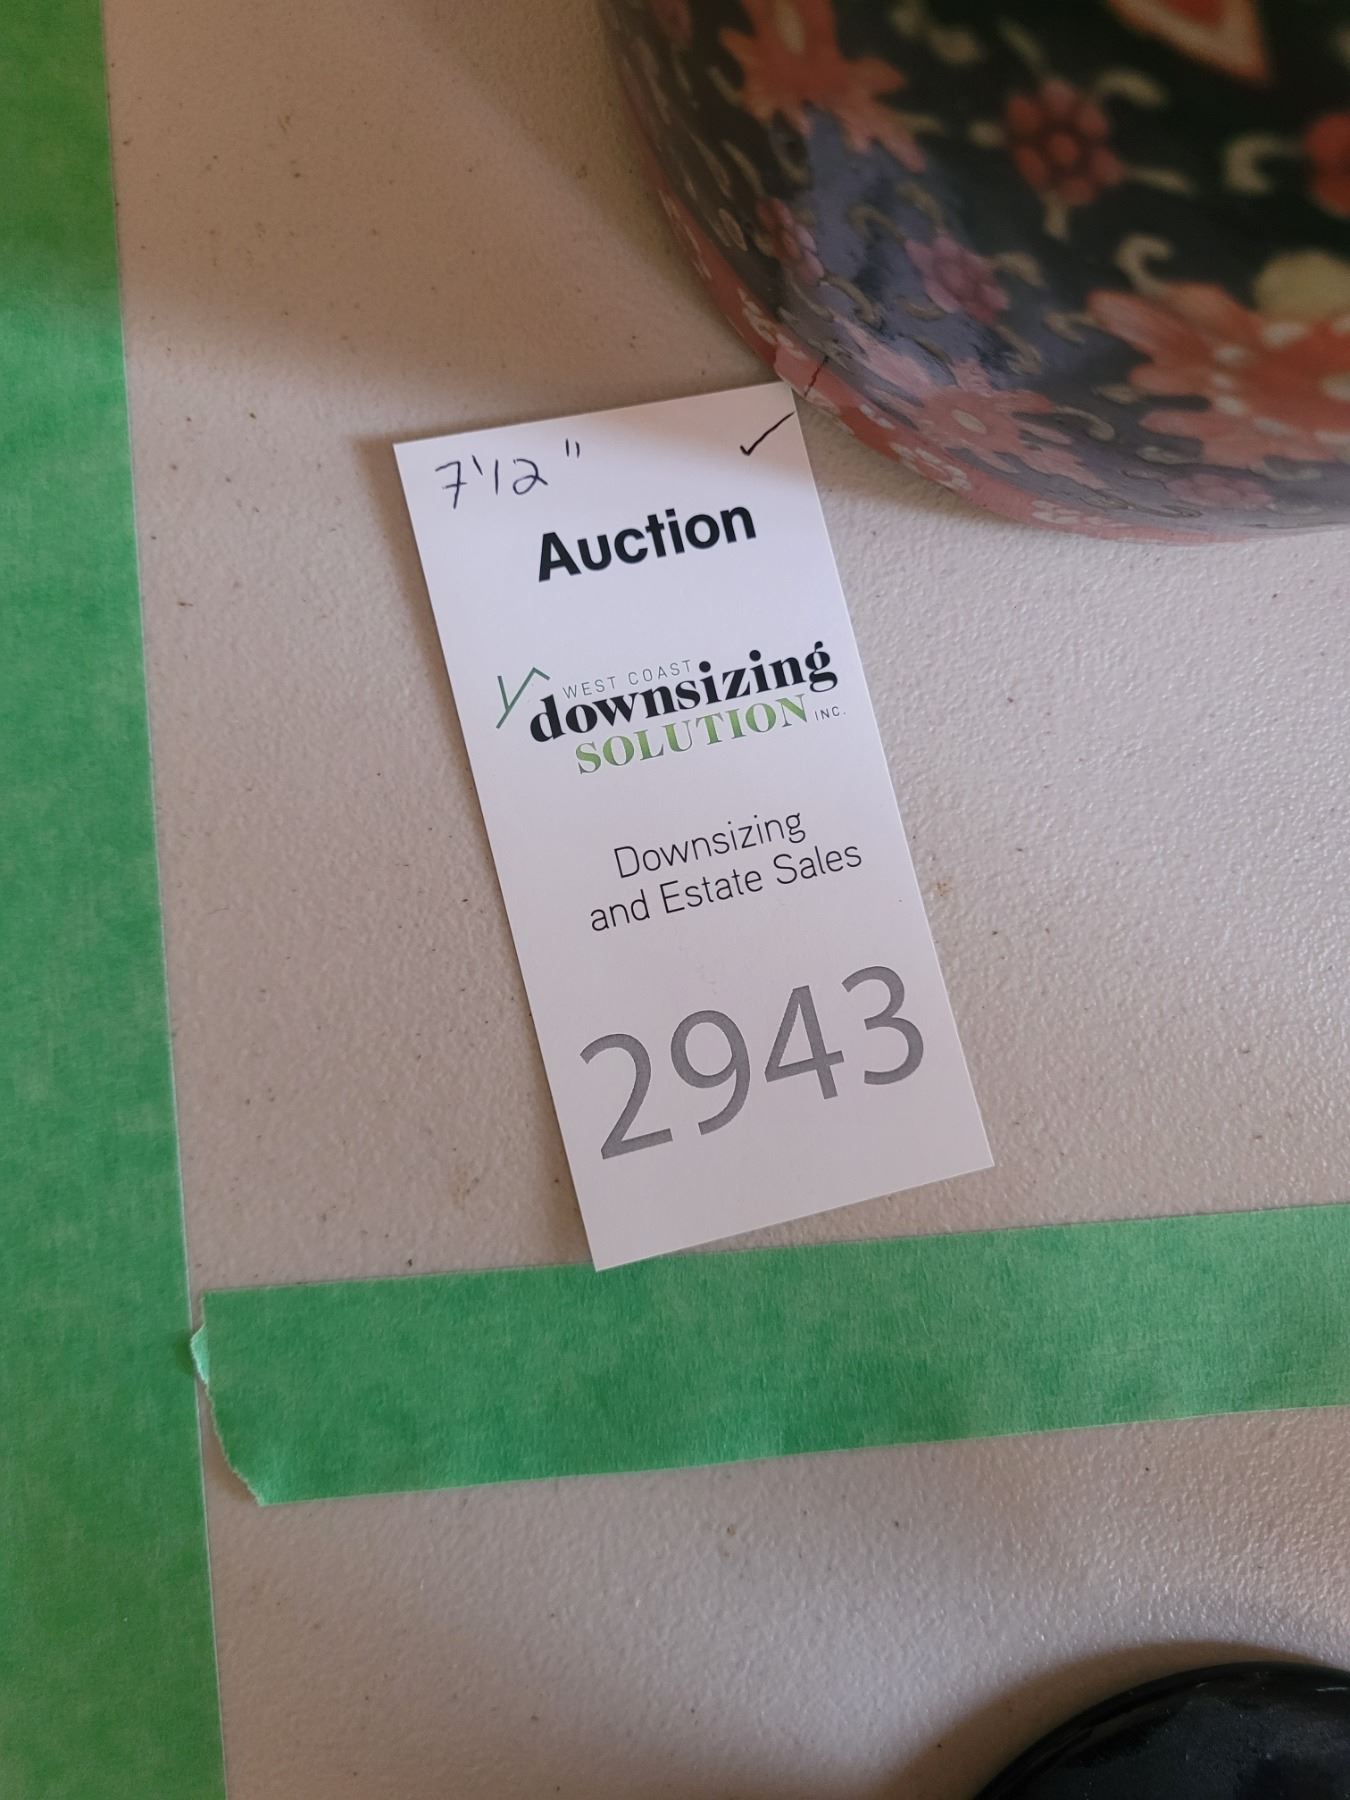 7'12"
Auction
WEST COAST
downsizing
SOLUTION INC.
Downsizing
and Estate Sales
2943